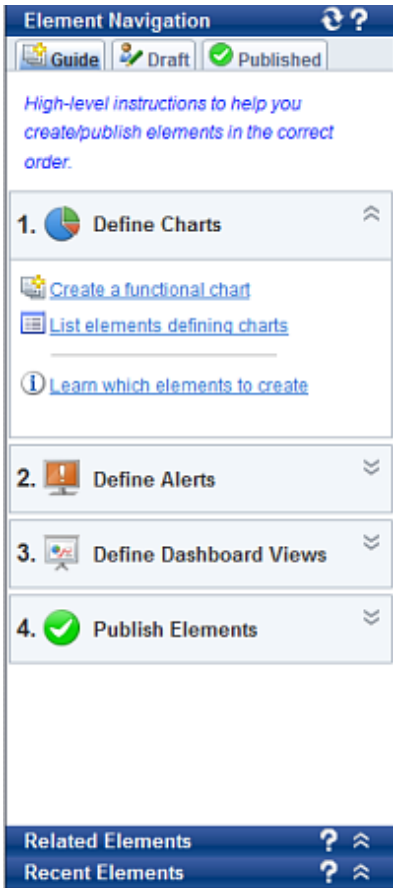 Element Navigation ?
Guide Draft Published
High-level instructions to help you
create/publish elements in the correct
order.
1. Define Charts
Create a functional chart
List elements defining charts
i Learn which elements to create
2. Define Alerts
3. Define Dashboard Views
4. Publish Elements
Related Elements ?
Recent Elements ?